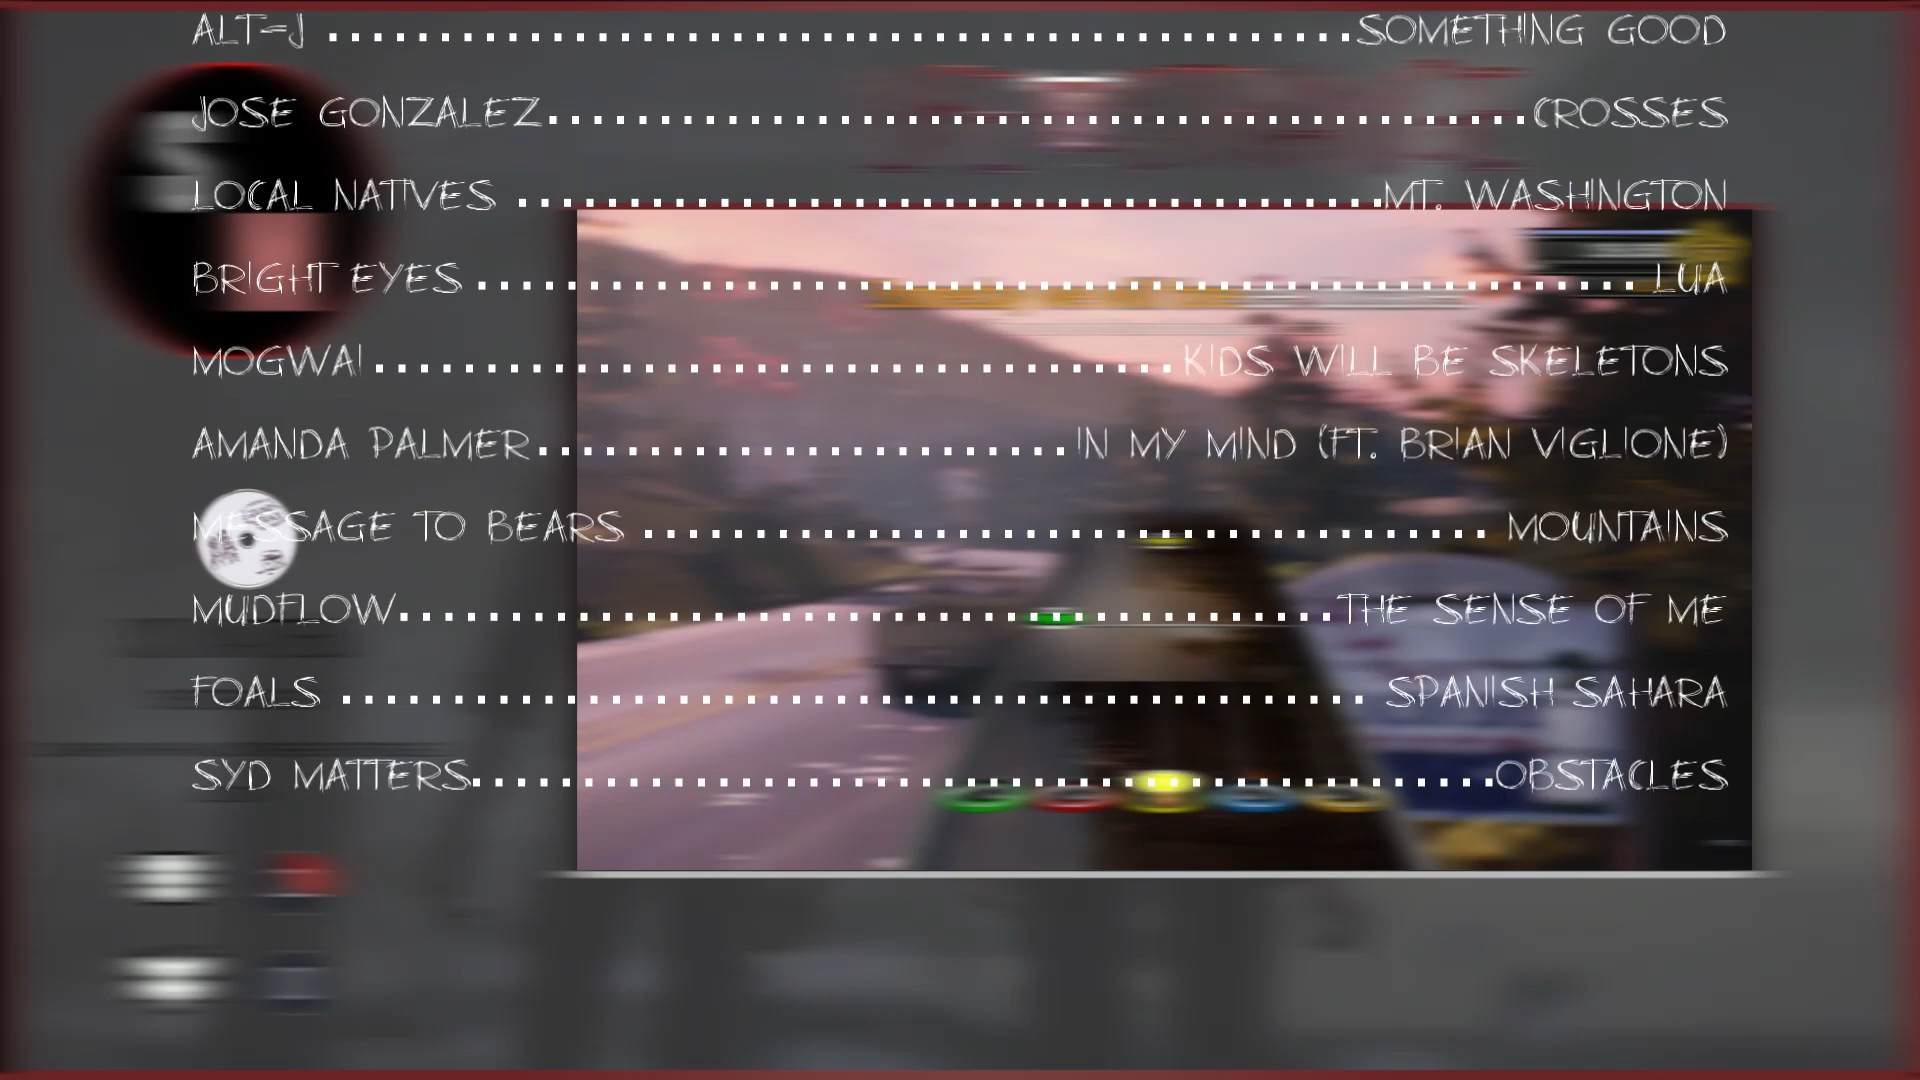 ALT-J ..............................................SOMETHING GOOD
JOSE GONZALEZ............................................CROSSES
LOCAL NATIVES .......................................MT. WASHINGTON
BRIGHT EYES .................................................... LUA
MOGWAI ....................................KIDS WILL BE SKELETONS
AMANDA PALMER........................IN MY MIND (FT. BRIAN VIGLIONE)
MESSAGE TO BEARS ...................................... MOUNTAINS
MUDFLOW..........................................THE SENSE OF ME
FOALS .............................................. SPANISH SAHARA
SYD MATTERS..............................................OBSTACLES